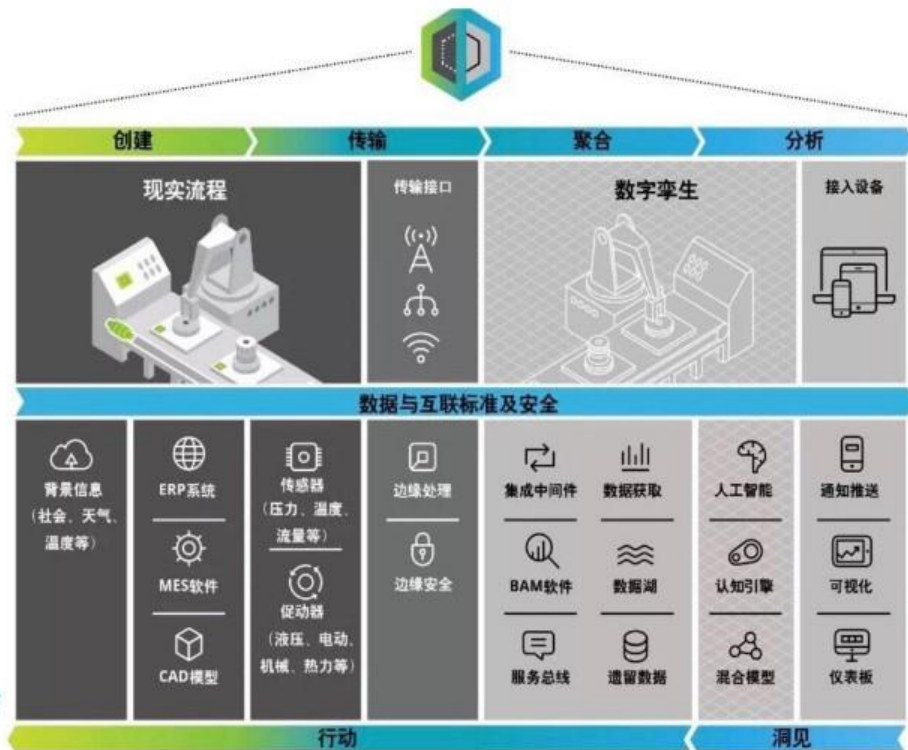 创建
传输
聚合
分析
现实流程
传输接口
数字孪生
接入设备
数据与互联标准及安全
背景信息
（社会、天气、
温度等）
ERP系统
MES软件
CAD模型
传感器
（压力、温度、
流量等）
促动器
（液压、电动、
机械、热力等）
边缘处理
边缘安全
集成中间件
数据获取
BAM软件
数据湖
服务总线
遗留数据
人工智能
认知引擎
混合模型
通知推送
可视化
仪表板
行动
洞见